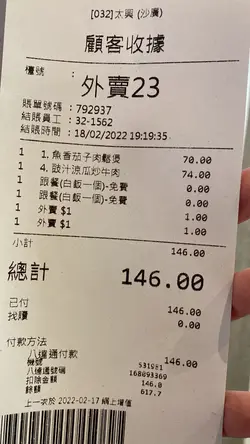 [032]太興 (沙廣)
顧客收據
櫃號 :
外賣23
賬單號碼 : 792937
結賬員工 : 32-1562
結賬時間 : 18/02/2022 19:19:35
1 1. 魚香茄子肉鬆煲 70.00
1 4. 豉汁涼瓜炒牛肉 74.00
1 跟餐(白飯一個)-免費 0.00
1 跟餐(白飯一個)-免費 0.00
1 外賣 $1 1.00
1 外賣 $1 1.00
小計 146.00
總計 146.00
已付 146.00
找贖 0.00
付款方法
八達通付款 146.00
機號 531981
八達通號碼 168093369
扣除金額 146.0
餘額 617.7
上一次於 2022-02-17 網上增值